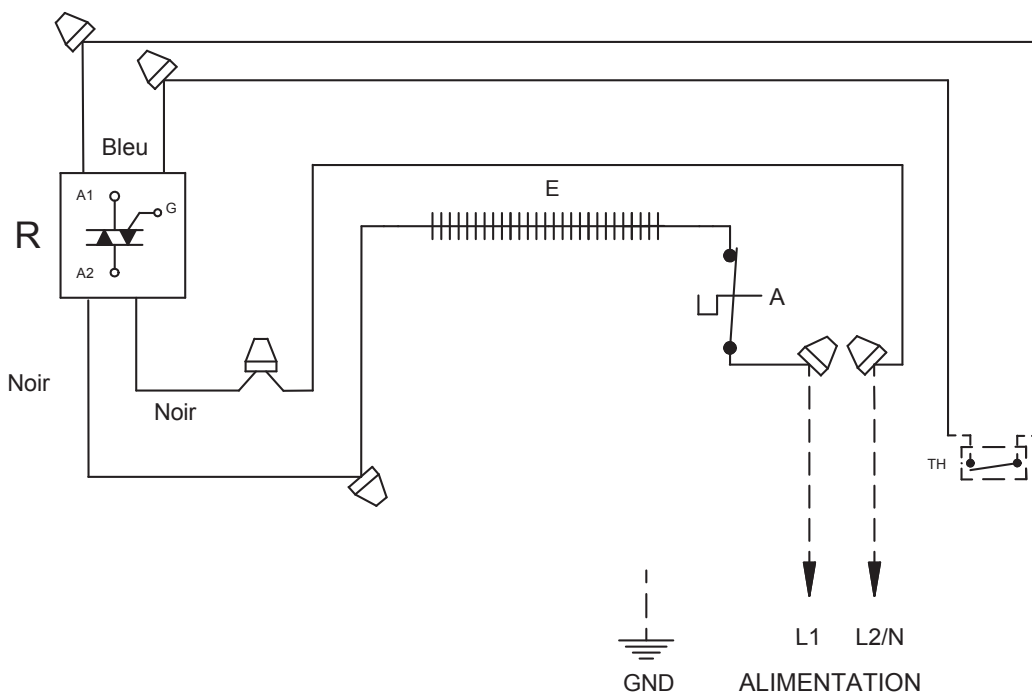 Bleu
E
A1
G
R
A2
A
Noir
Noir
TH
L1
L2/N
GND
ALIMENTATION